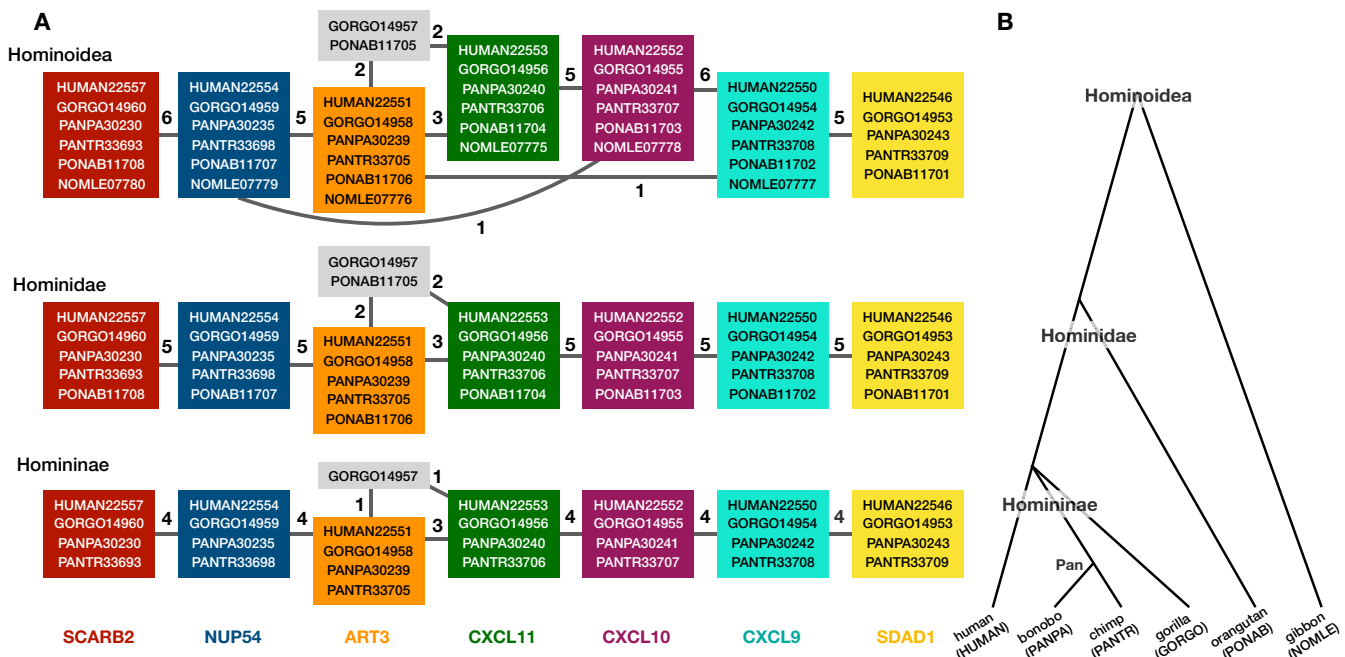 A
B
Hominoidea
GORGO14957
PONAB11705
2
2
HUMAN22557
GORGO14960
PANPA30230
PANTR33693
PONAB11708
NOMLE07780
6
HUMAN22554
GORGO14959
PANPA30235
PANTR33698
PONAB11707
NOMLE07779
5
HUMAN22551
GORGO14958
PANPA30239
PANTR33705
PONAB11706
NOMLE07776
3
HUMAN22553
GORGO14956
PANPA30240
PANTR33706
PONAB11704
NOMLE07775
5
HUMAN22552
GORGO14955
PANPA30241
PANTR33707
PONAB11703
NOMLE07778
6
HUMAN22550
GORGO14954
PANPA30242
PANTR33708
PONAB11702
NOMLE07777
5
HUMAN22546
GORGO14953
PANPA30243
PANTR33709
PONAB11701
1
1
Hominidae
GORGO14957
PONAB11705
2
2
HUMAN22557
GORGO14960
PANPA30230
PANTR33693
PONAB11708
5
HUMAN22554
GORGO14959
PANPA30235
PANTR33698
PONAB11707
5
HUMAN22551
GORGO14958
PANPA30239
PANTR33705
PONAB11706
3
HUMAN22553
GORGO14956
PANPA30240
PANTR33706
PONAB11704
5
HUMAN22552
GORGO14955
PANPA30241
PANTR33707
PONAB11703
5
HUMAN22550
GORGO14954
PANPA30242
PANTR33708
PONAB11702
5
HUMAN22546
GORGO14953
PANPA30243
PANTR33709
PONAB11701
Homininae
GORGO14957
1
1
HUMAN22557
GORGO14960
PANPA30230
PANTR33693
4
HUMAN22554
GORGO14959
PANPA30235
PANTR33698
4
HUMAN22551
GORGO14958
PANPA30239
PANTR33705
3
HUMAN22553
GORGO14956
PANPA30240
PANTR33706
4
HUMAN22552
GORGO14955
PANPA30241
PANTR33707
4
HUMAN22550
GORGO14954
PANPA30242
PANTR33708
4
HUMAN22546
GORGO14953
PANPA30243
PANTR33709
SCARB2
NUP54
ART3
CXCL11
CXCL10
CXCL9
SDAD1
Hominoidea
Hominidae
Homininae
Pan
human
(HUMAN)
bonobo
(PANPA)
chimp
(PANTR)
gorilla
(GORGO)
orangutan
(PONAB)
gibbon
(NOMLE)